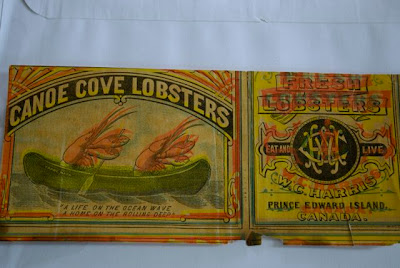 CANOE COVE LOBSTERS
"A LIFE ON THE OCEAN WAVE
A HOME ON THE ROLLING DEEP"
FRESH
LOBSTERS
EAT AND LIVE
W.C. HARRIS
PRINCE EDWARD ISLAND,
CANADA.